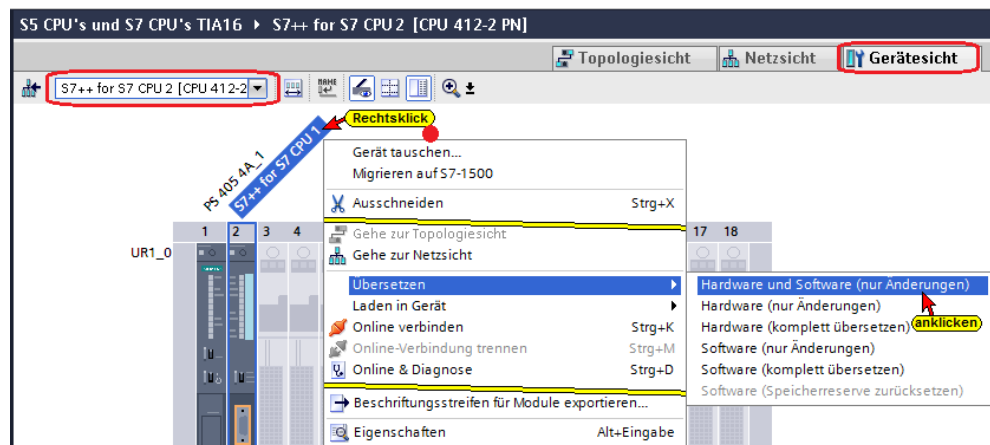 S5 CPU's und S7 CPU's TIA16 ▸ S7++ for S7 CPU 2 [CPU 412-2 PN]
Topologiesicht Netzsicht Gerätesicht
S7++ for S7 CPU 2 [CPU 412-2
Rechtsklick
PS 405 4A_1
S7++ for S7 CPU 1
Gerät tauschen...
Migrieren auf S7-1500
Ausschneiden Strg+X
Gehe zur Topologiesicht
Gehe zur Netzsicht
1 2 3 4 17 18
UR1_0
Übersetzen
Laden in Gerät
Online verbinden Strg+K
Online-Verbindung trennen Strg+M
Online & Diagnose Strg+D
Beschriftungsstreifen für Module exportieren...
Eigenschaften Alt+Eingabe
Hardware und Software (nur Änderungen)
Hardware (nur Änderungen)
Hardware (komplett übersetzen)
anklicken
Software (nur Änderungen)
Software (komplett übersetzen)
Software (Speicherreserve zurücksetzen)